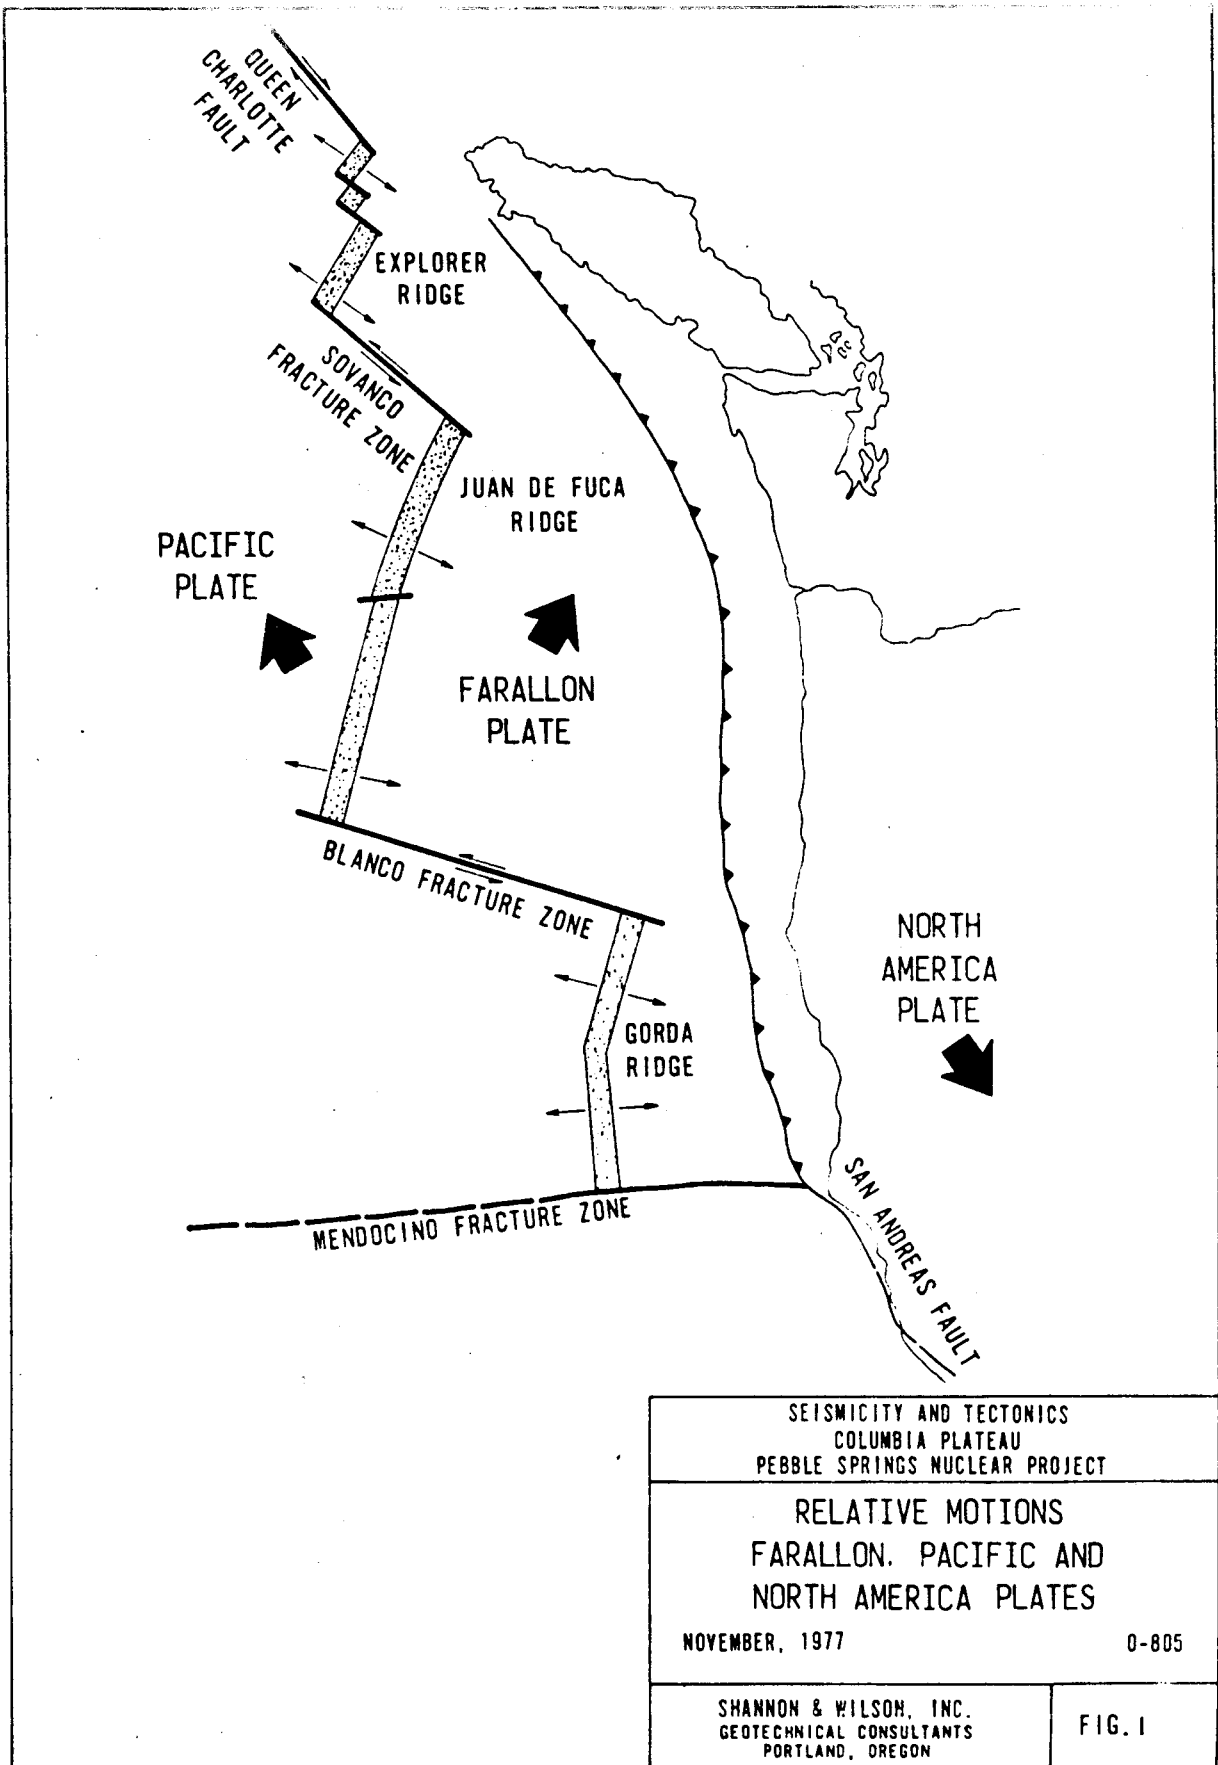 QUEEN
CHARLOTTE
FAULT
EXPLORER
RIDGE
SOVANCO
FRACTURE ZONE
JUAN DE FUCA
RIDGE
PACIFIC
PLATE
FARALLON
PLATE
BLANCO FRACTURE ZONE
NORTH
AMERICA
PLATE
GORDA
RIDGE
MENDOCINO FRACTURE ZONE
SAN ANDREAS FAULT
SEISMICITY AND TECTONICS
COLUMBIA PLATEAU
PEBBLE SPRINGS NUCLEAR PROJECT
RELATIVE MOTIONS
FARALLON. PACIFIC AND
NORTH AMERICA PLATES
NOVEMBER, 1977 O-805
SHANNON & WILSON, INC.
GEOTECHNICAL CONSULTANTS
PORTLAND, OREGON
FIG. I